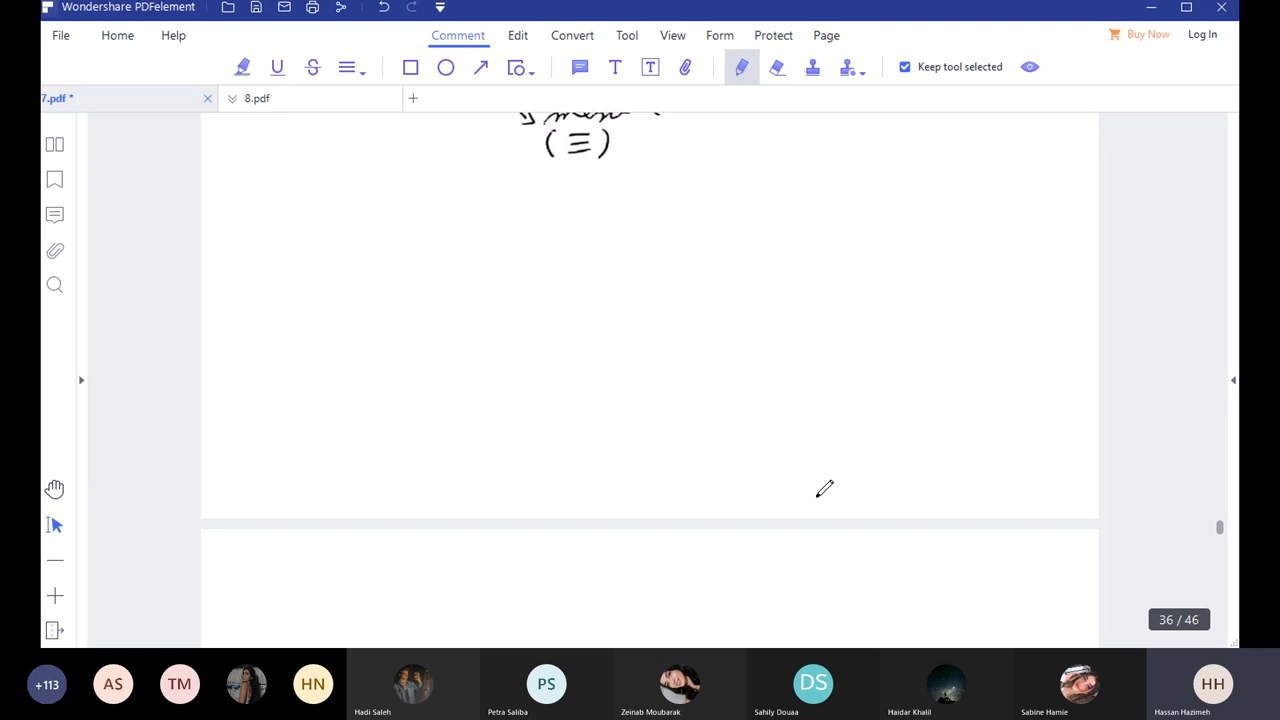 Wondershare PDFelement
File Home Help Comment Edit Convert Tool View Form Protect Page Buy Now Log In
Keep tool selected
7.pdf * 8.pdf
(≡)
36 / 46
+113 AS TM HN PS DS HH
Hadi Saleh Petra Saliba Zeinab Moubarak Sahily Douaa Haidar Khalil Sabine Hamie Hassan Hazimeh